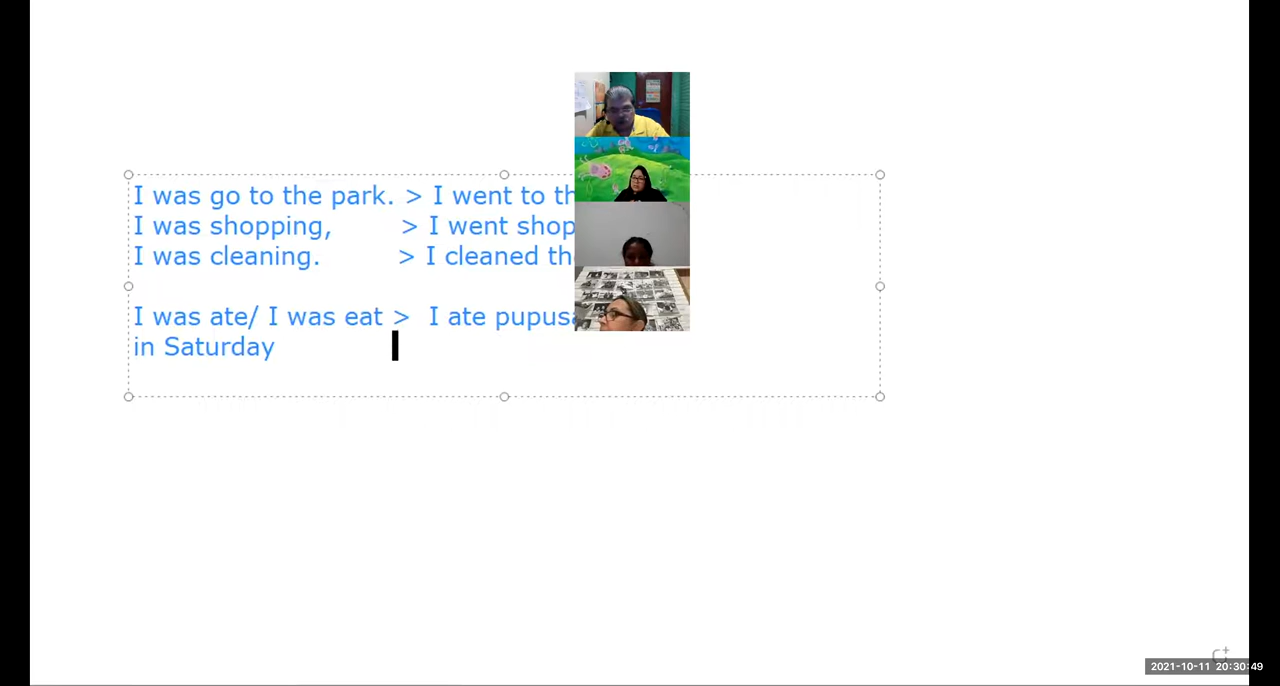 I was go to the park. > I went to th
I was shopping, > I went shop
I was cleaning. > I cleaned th
I was ate/ I was eat > I ate pupusa
in Saturday
2021-10-11 20:30:49